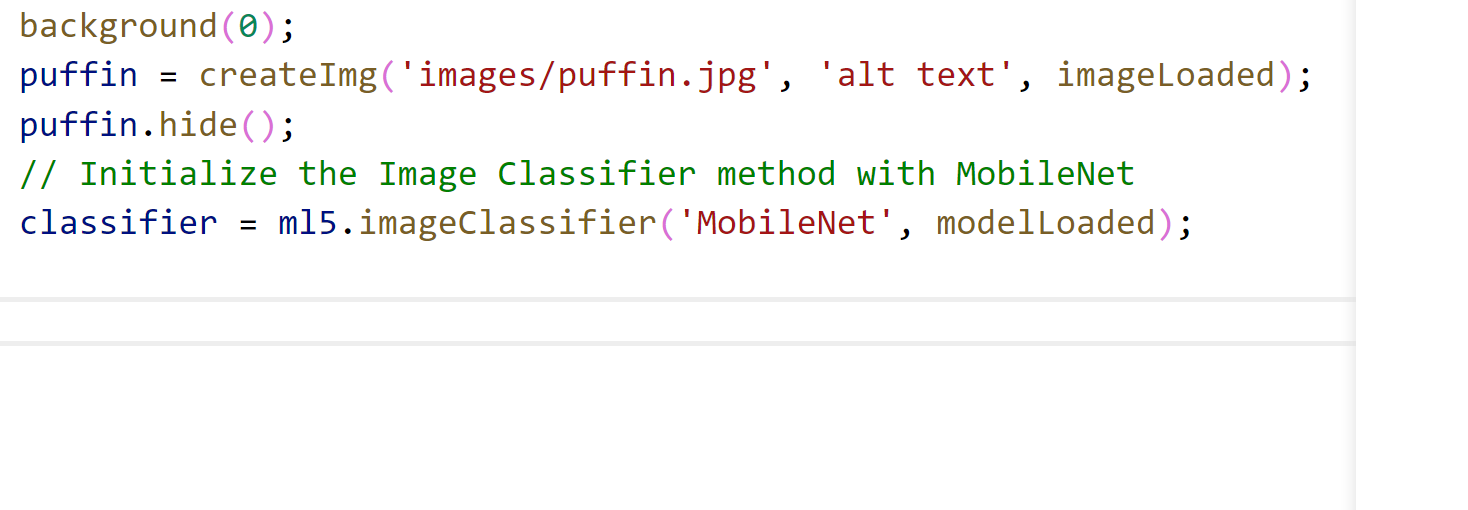 background(0);
puffin = createImg('images/puffin.jpg', 'alt text', imageLoaded);
puffin.hide();
// Initialize the Image Classifier method with MobileNet
classifier = ml5.imageClassifier('MobileNet', modelLoaded);